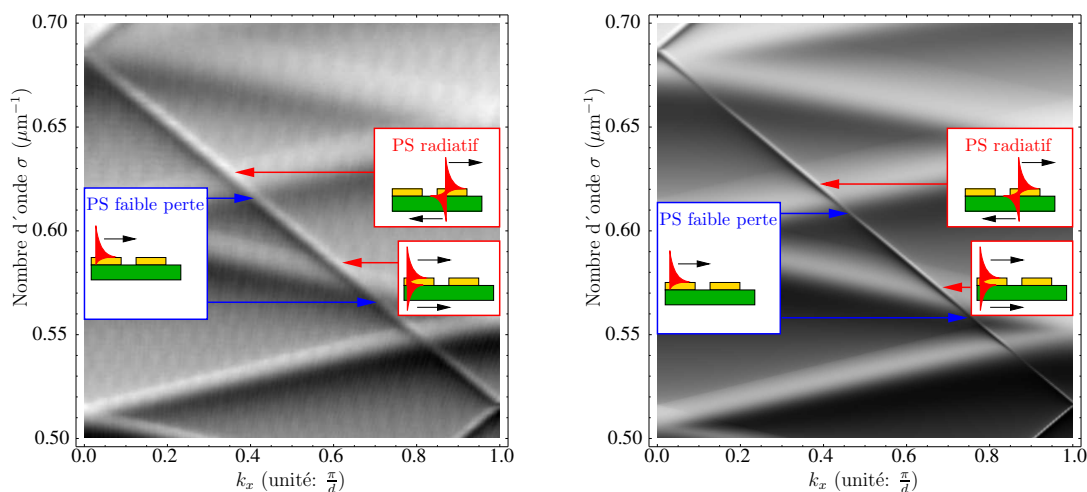 0.70
0.65
0.60
0.55
0.50
Nombre d´onde σ (μm⁻¹)
PS radiatif
PS faible perte
0.0 0.2 0.4 0.6 0.8 1.0
k_x (unité: π/d)
0.70
0.65
0.60
0.55
0.50
Nombre d´onde σ (μm⁻¹)
PS radiatif
PS faible perte
0.0 0.2 0.4 0.6 0.8 1.0
k_x (unité: π/d)